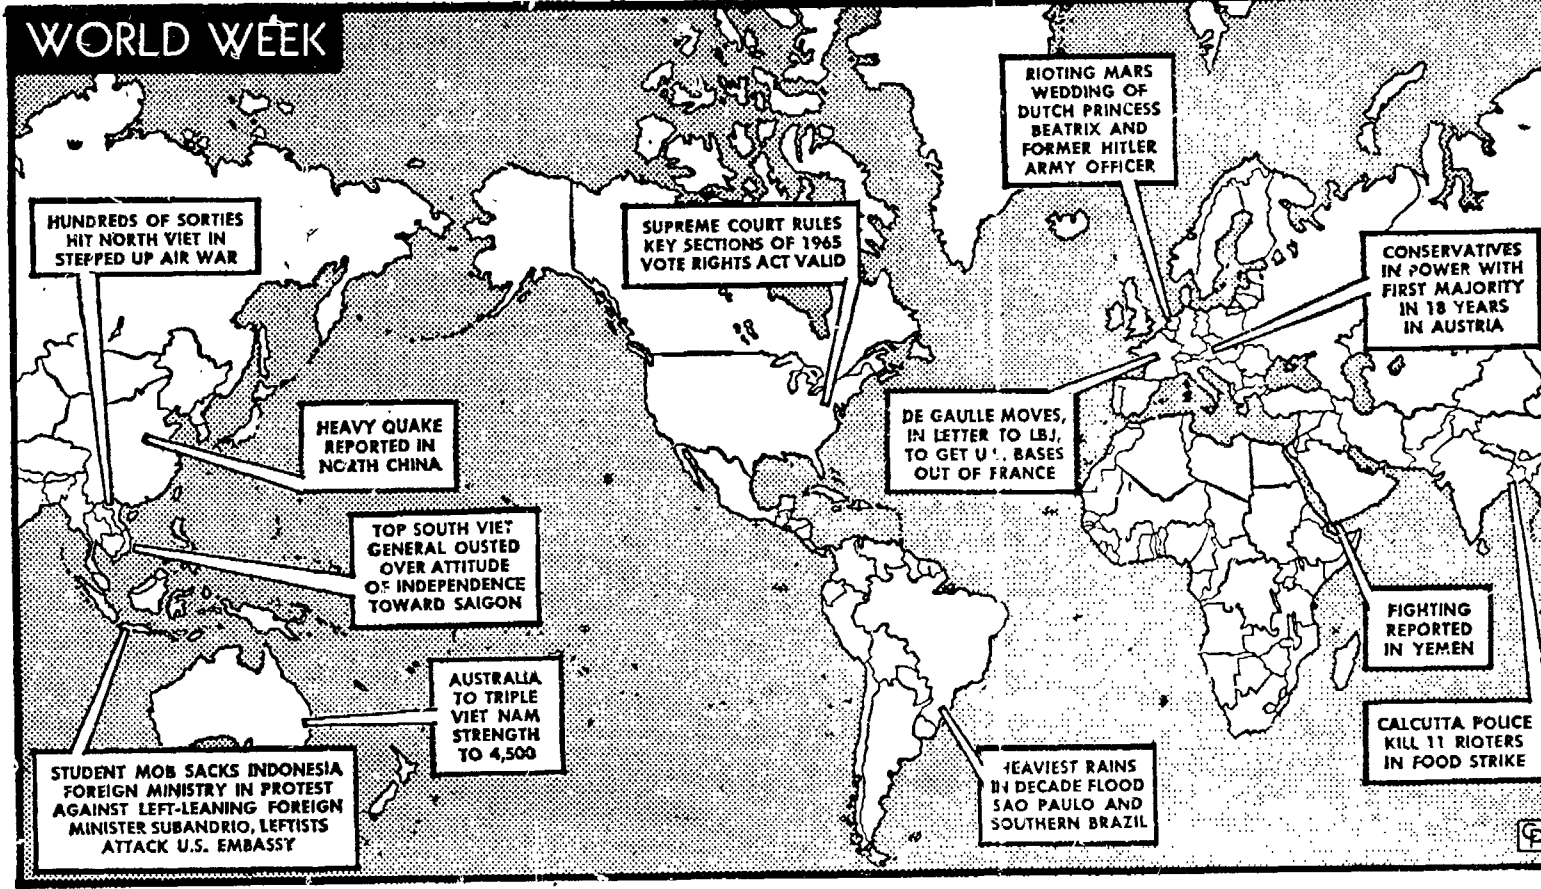 WORLD WEEK
RIOTING MARS
WEDDING OF
DUTCH PRINCESS
BEATRIX AND
FORMER HITLER
ARMY OFFICER
HUNDREDS OF SORTIES
HIT NORTH VIET IN
STEPPED UP AIR WAR
SUPREME COURT RULES
KEY SECTIONS OF 1965
VOTE RIGHTS ACT VALID
CONSERVATIVES
IN POWER WITH
FIRST MAJORITY
IN 18 YEARS
IN AUSTRIA
HEAVY QUAKE
REPORTED IN
NORTH CHINA
DE GAULLE MOVES,
IN LETTER TO LBJ,
TO GET BASES
OUT OF FRANCE
TOP SOUTH VIET
GENERAL OUSTED
OVER ATTITUDE
OF INDEPENDENCE
TOWARD SAIGON
FIGHTING
REPORTED
IN YEMEN
AUSTRALIA
TO TRIPLE
VIET NAM
STRENGTH
TO 4,500
CALCUTTA POLICE
KILL 11 RIOTERS
IN FOOD STRIKE
STUDENT MOB SACKS INDONESIA
FOREIGN MINISTRY IN PROTEST
AGAINST LEFT-LEANING FOREIGN
MINISTER SUBANDRIO, LEFTISTS
ATTACK U.S. EMBASSY
HEAVIEST RAINS
IN DECADE FLOOD
SAO PAULO AND
SOUTHERN BRAZIL